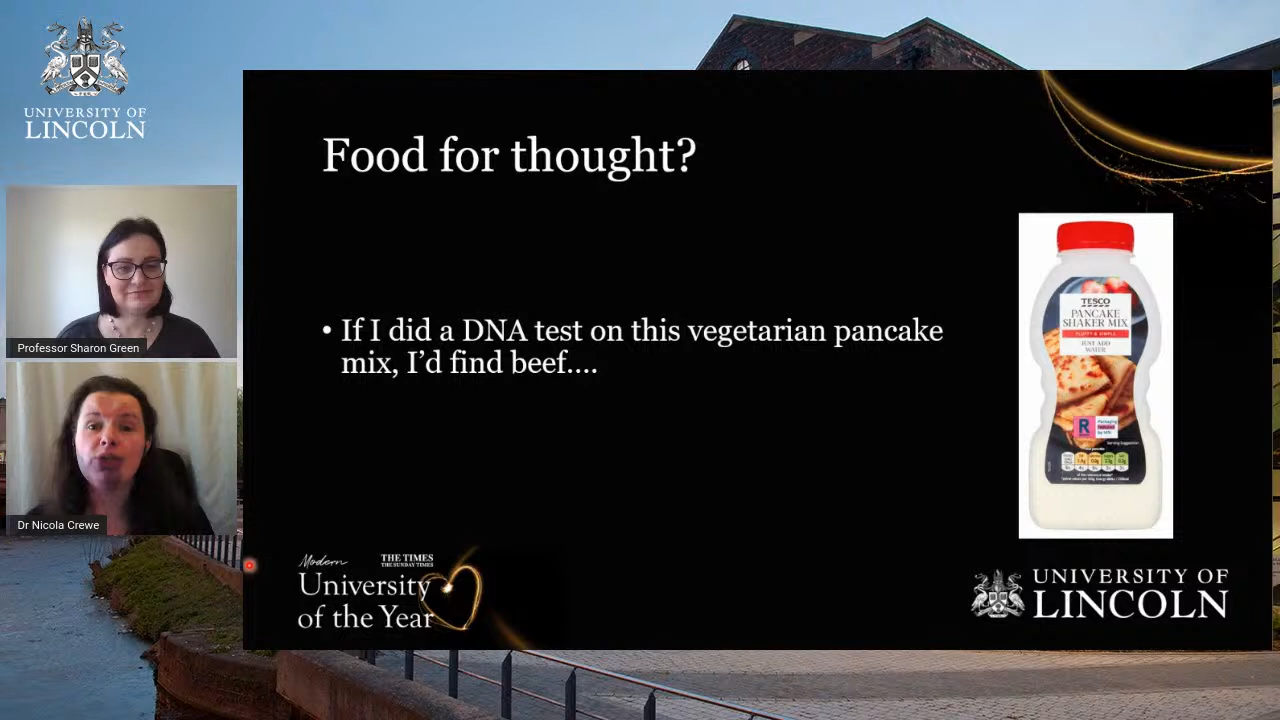 UNIVERSITY OF
LINCOLN
Professor Sharon Green
Dr Nicola Crewe
Food for thought?
• If I did a DNA test on this vegetarian pancake
mix, I’d find beef....
TESCO
PANCAKE
SHAKER MIX
FLUFFY & SIMPLE
JUST ADD
WATER
R
Modern
THE TIMES
THE SUNDAY TIMES
University
of the Year
UNIVERSITY OF
LINCOLN